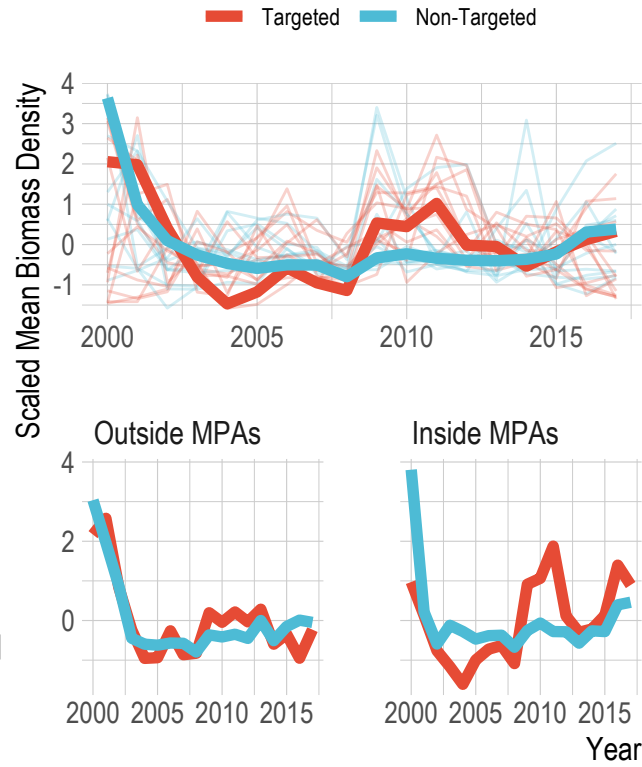 Targeted Non-Targeted
Scaled Mean Biomass Density
4
3
2
1
0
-1
2000 2005 2010 2015
Outside MPAs Inside MPAs
4
2
0
2000 2005 2010 2015 2000 2005 2010 2015
Year